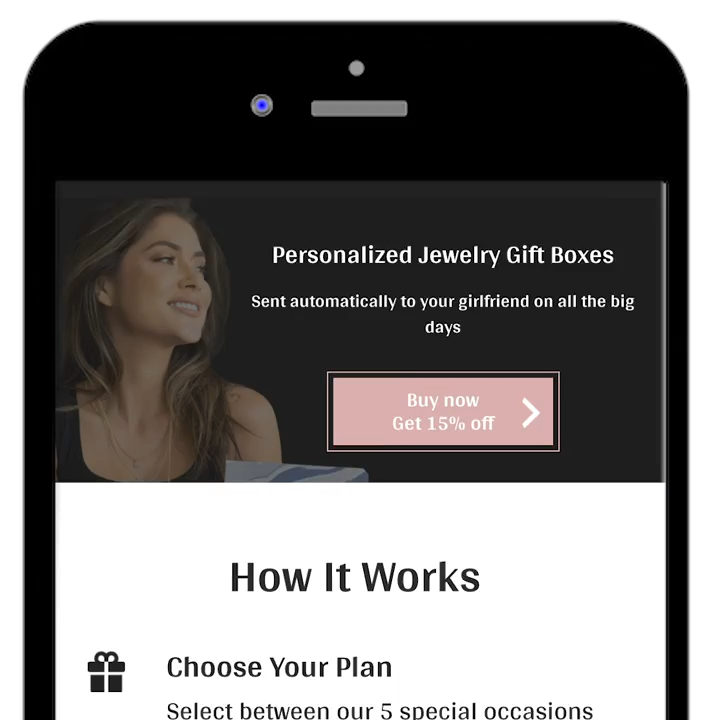 Personalized Jewelry Gift Boxes
Sent automatically to your girlfriend on all the big
days
Buy now
Get 15% off
How It Works
Choose Your Plan
Select between our 5 special occasions